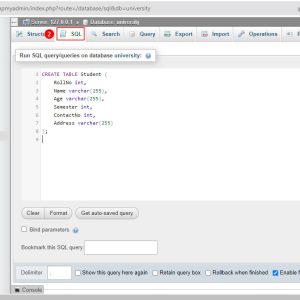 pmyadmin/index.php?route=/database/sql&db=university
Server: 127.0.0.1 » Database: university
Structu 2 SQL Search Query Export Import Operations
Run SQL query/queries on database university:
1 CREATE TABLE Student (
2 RollNo int,
3 Name varchar(255),
4 Age varchar(255),
5 Semester int,
6 ContactNo int,
7 Address varchar(255)
8 );
9
Clear Format Get auto-saved query
Bind parameters
Bookmark this SQL query:
Delimiter Show this query here again Retain query box Rollback when finished Enable f
Console